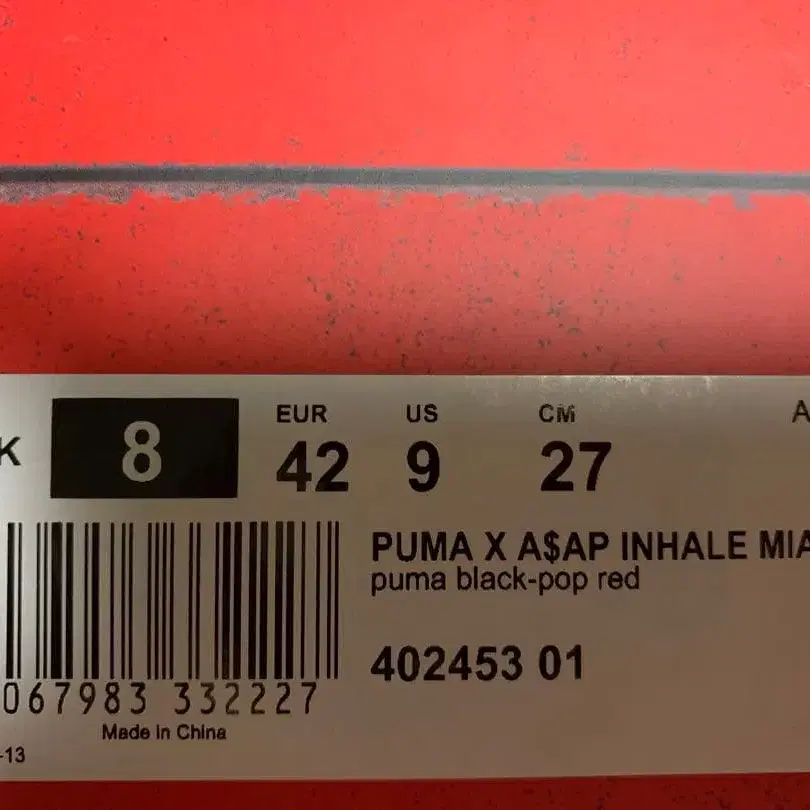 K 8 EUR 42 US 9 CM 27 A
PUMA X A$AP INHALE MIA
puma black-pop red
402453 01
067983 332227
Made in China
-13